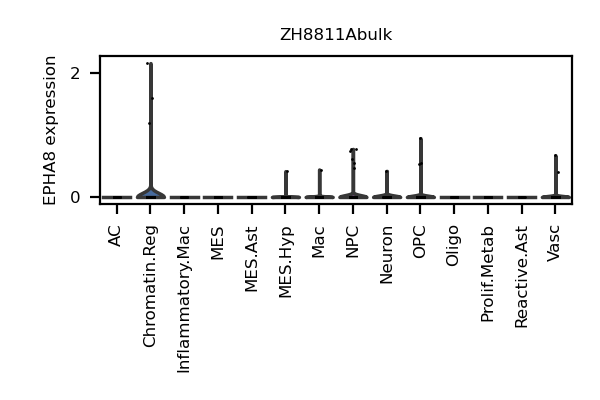 ZH8811Abulk
EPHA8 expression
2
0
AC
Chromatin.Reg
Inflammatory.Mac
MES
MES.Ast
MES.Hyp
Mac
NPC
Neuron
OPC
Oligo
Prolif.Metab
Reactive.Ast
Vasc